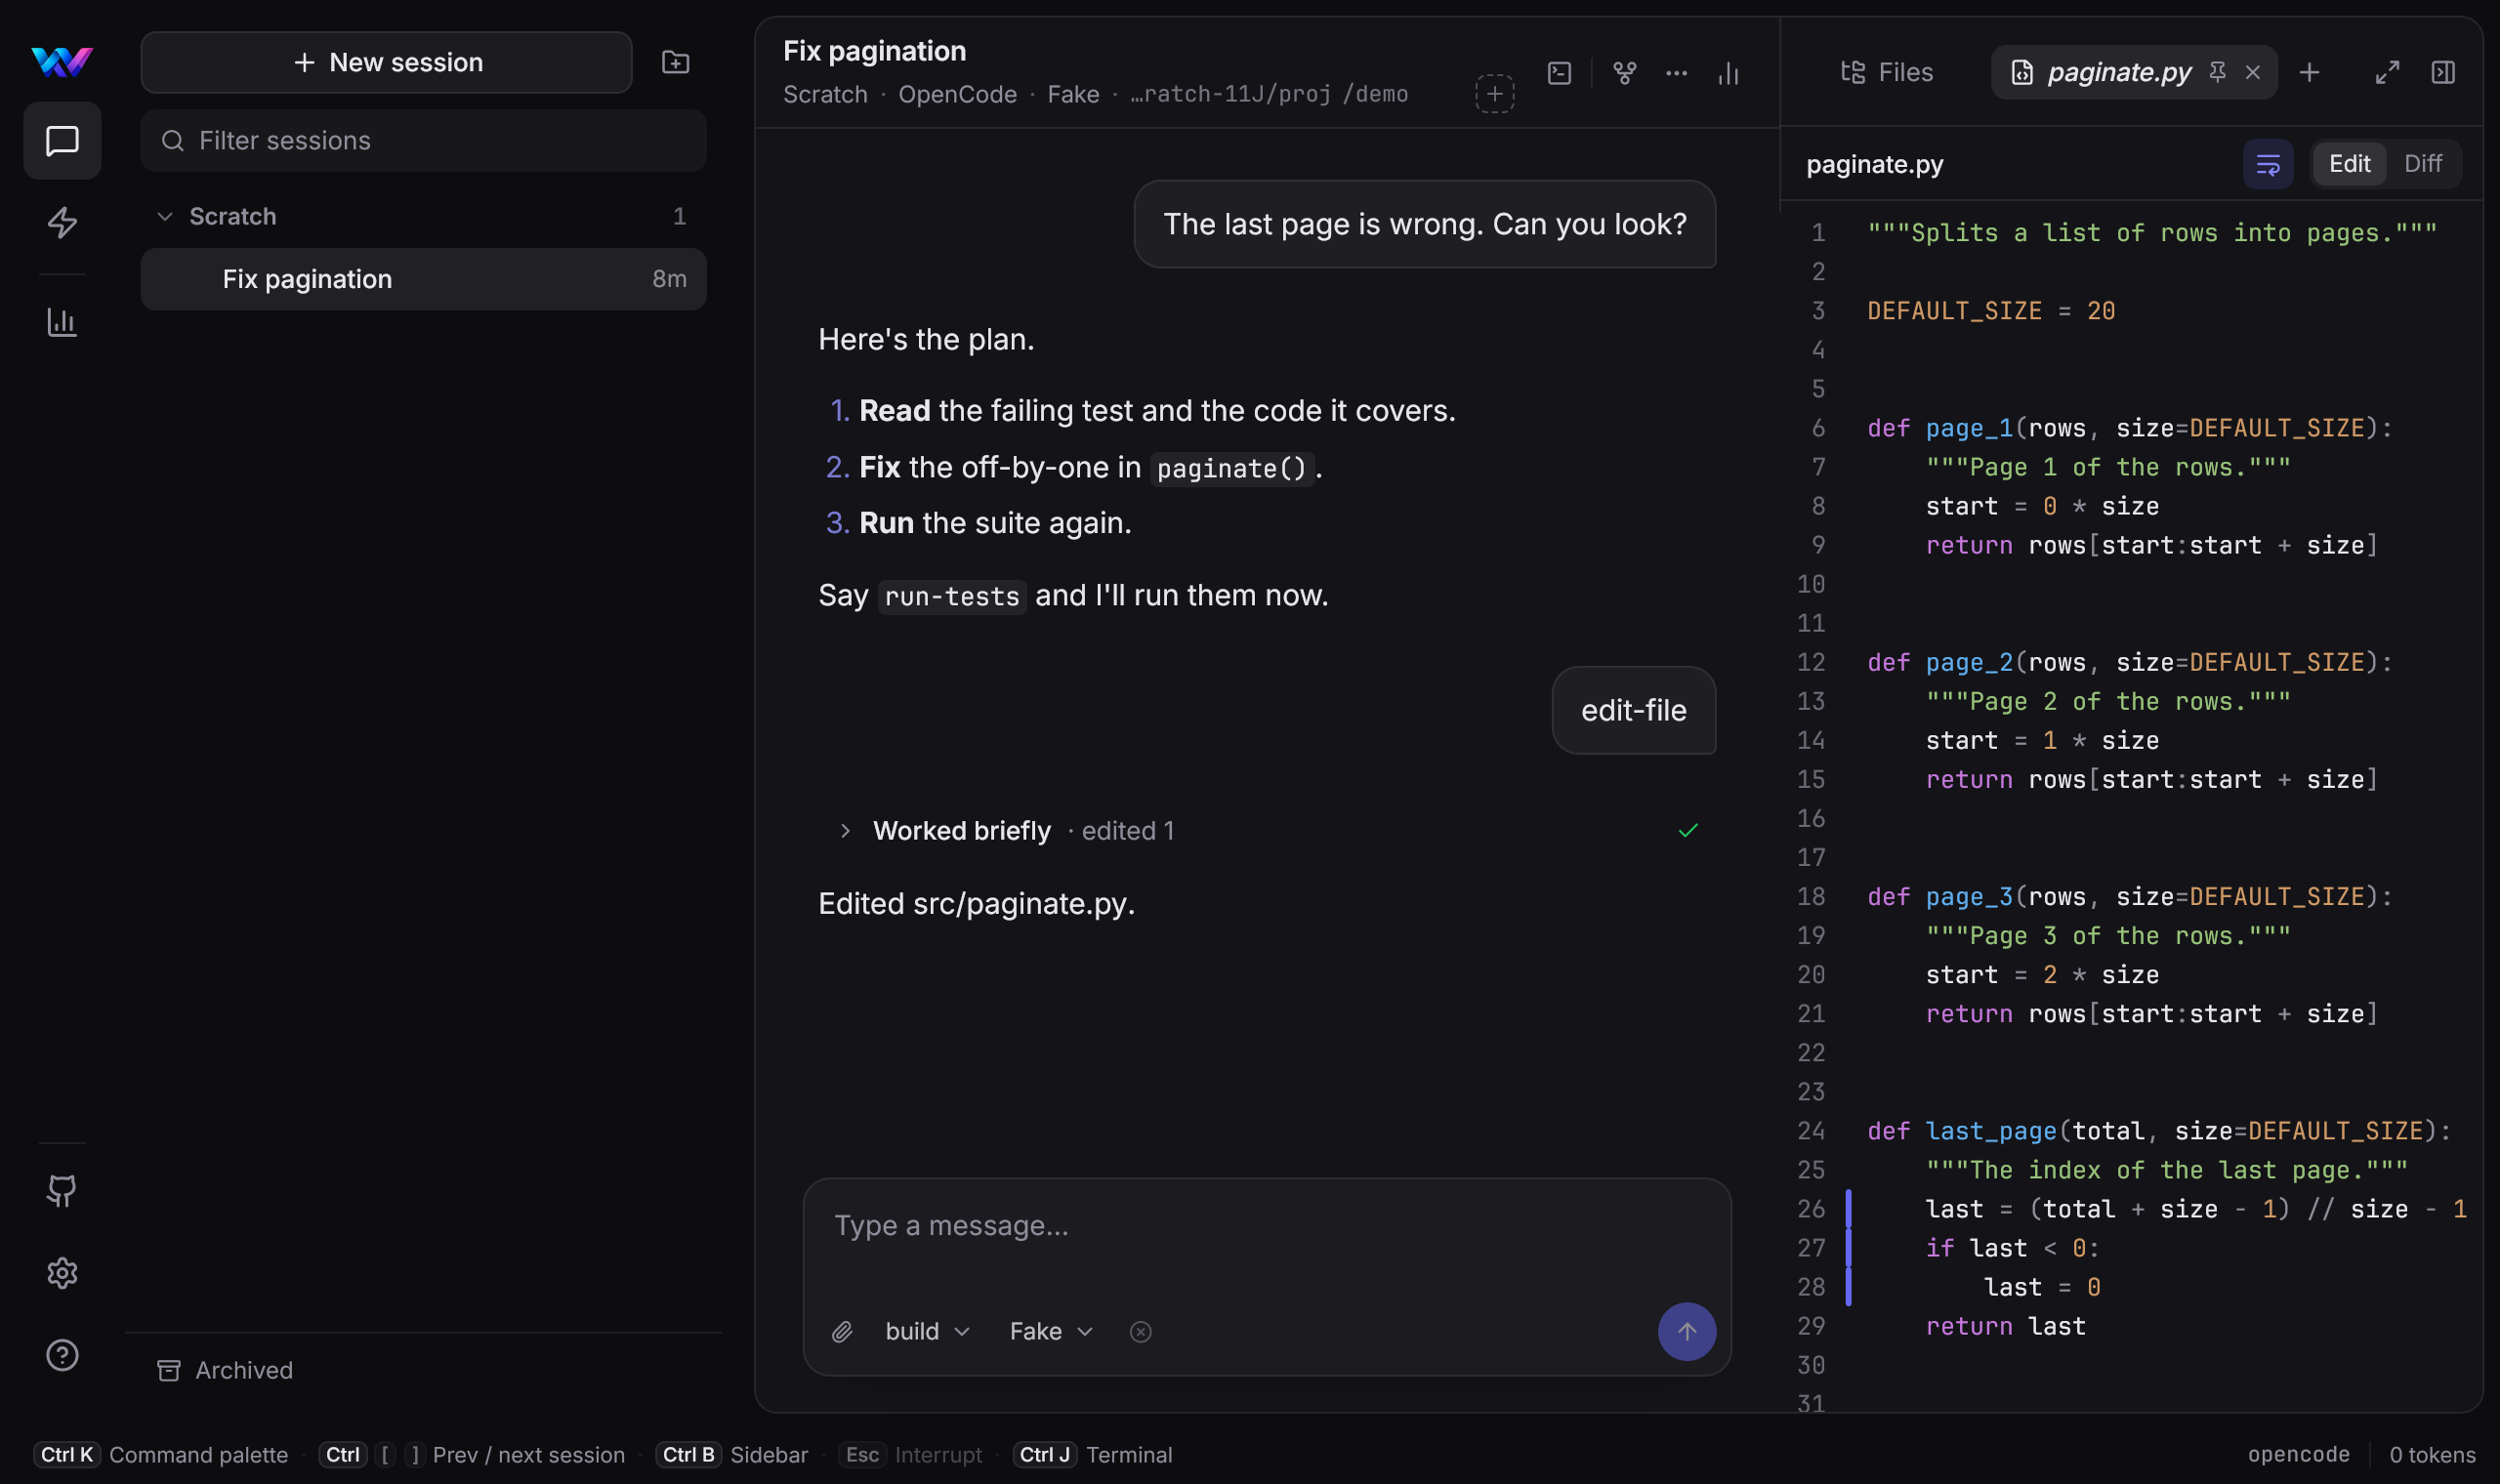 New session
Filter sessions
Scratch 1
Fix pagination 8m
Archived
Fix pagination
Scratch · OpenCode · Fake · …ratch-11J/proj /demo
The last page is wrong. Can you look?
Here's the plan.
1. Read the failing test and the code it covers.
2. Fix the off-by-one in paginate().
3. Run the suite again.
Say run-tests and I'll run them now.
edit-file
Worked briefly · edited 1
Edited src/paginate.py.
Type a message...
build Fake
Files paginate.py
paginate.py Edit Diff
1 """Splits a list of rows into pages."""
2
3 DEFAULT_SIZE = 20
4
5
6 def page_1(rows, size=DEFAULT_SIZE):
7 """Page 1 of the rows."""
8 start = 0 * size
9 return rows[start:start + size]
10
11
12 def page_2(rows, size=DEFAULT_SIZE):
13 """Page 2 of the rows."""
14 start = 1 * size
15 return rows[start:start + size]
16
17
18 def page_3(rows, size=DEFAULT_SIZE):
19 """Page 3 of the rows."""
20 start = 2 * size
21 return rows[start:start + size]
22
23
24 def last_page(total, size=DEFAULT_SIZE):
25 """The index of the last page."""
26 last = (total + size - 1) // size - 1
27 if last < 0:
28 last = 0
29 return last
30
31
Ctrl K Command palette · Ctrl [ ] Prev / next session · Ctrl B Sidebar · Esc Interrupt · Ctrl J Terminal
opencode 0 tokens